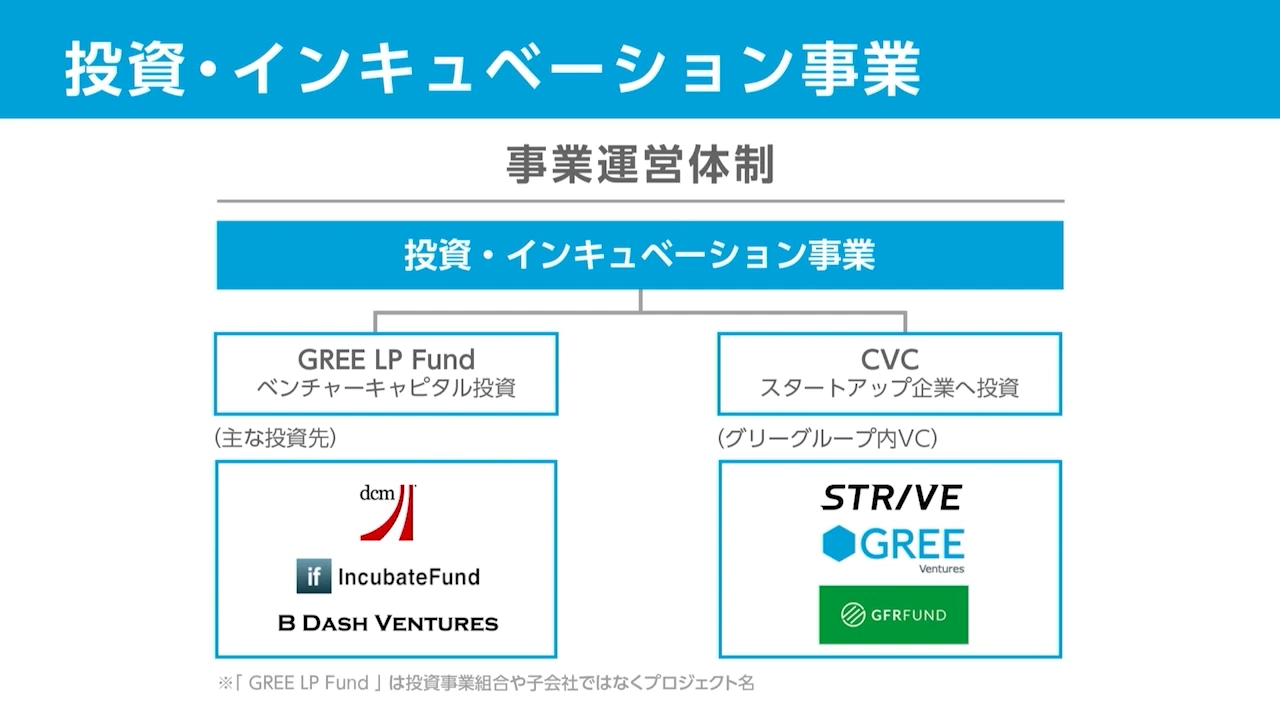 投資・インキュベーション事業
事業運営体制
投資・インキュベーション事業
GREE LP Fund
ベンチャーキャピタル投資
(主な投資先)
dcm
if IncubateFund
B DASH VENTURES
CVC
スタートアップ企業へ投資
(グリーグループ内VC)
STRIVE
GREE
Ventures
GFRFUND
※「 GREE LP Fund 」は投資事業組合や子会社ではなくプロジェクト名